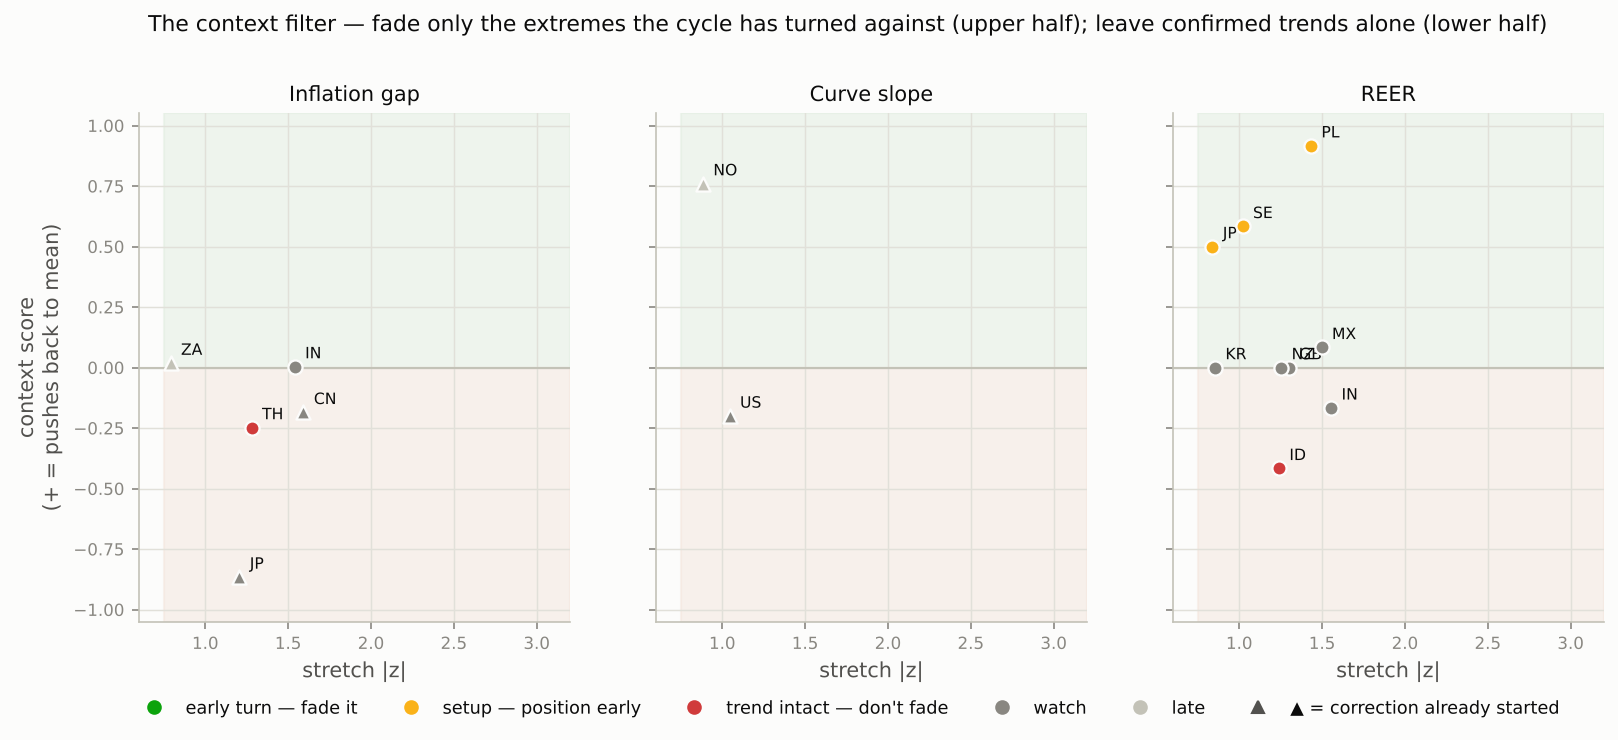 The context filter — fade only the extremes the cycle has turned against (upper half); leave confirmed trends alone (lower half)
Inflation gap
Curve slope
REER
context score
(+ = pushes back to mean)
1.00
0.75
0.50
0.25
0.00
−0.25
−0.50
−0.75
−1.00
ZA
IN
CN
TH
JP
NO
US
PL
SE
JP
MX
KR
NZ
IN
ID
1.0 1.5 2.0 2.5 3.0
1.0 1.5 2.0 2.5 3.0
1.0 1.5 2.0 2.5 3.0
stretch |z|
stretch |z|
stretch |z|
early turn — fade it
setup — position early
trend intact — don't fade
watch
late
▲ = correction already started